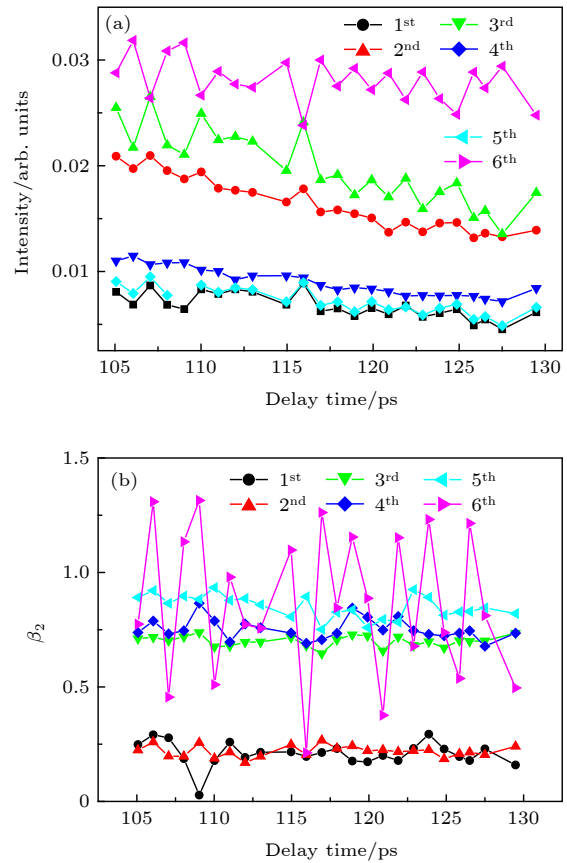 (a)
1st
2nd
3rd
4th
5th
6th
0.03
0.02
0.01
Intensity/arb. units
105
110
115
120
125
130
Delay time/ps
(b)
1st
2nd
3rd
4th
5th
6th
1.5
1.0
0.5
0
β2
105
110
115
120
125
130
Delay time/ps